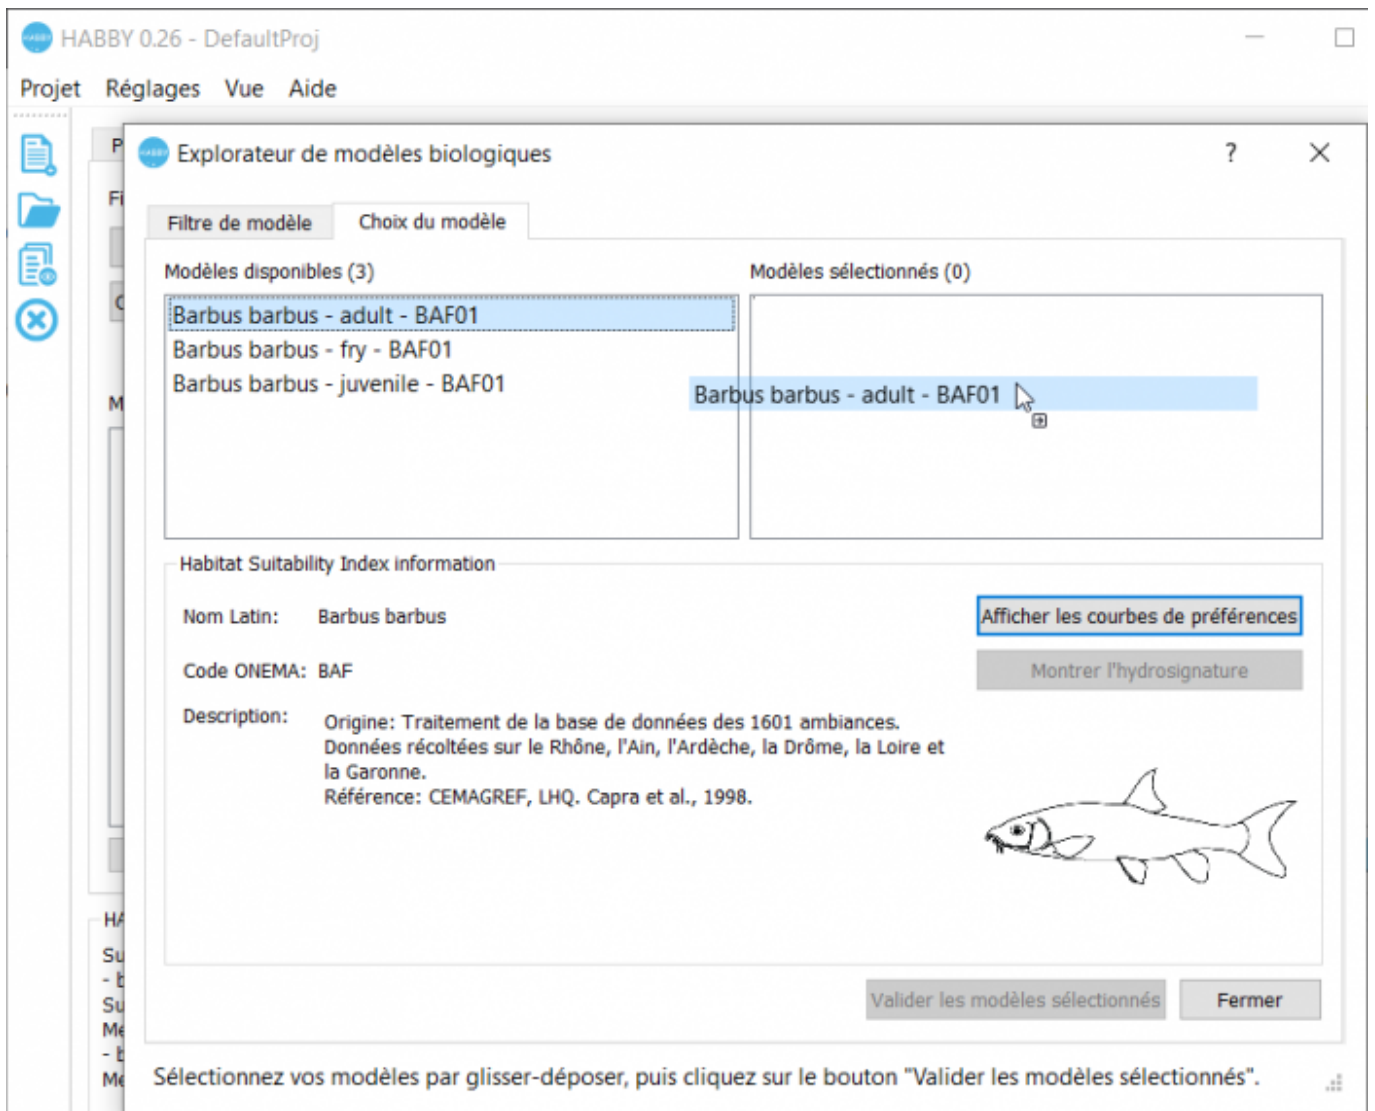 HABBY 0.26 - DefaultProj
Projet Réglages Vue Aide
Explorateur de modèles biologiques
?
Filtre de modèle Choix du modèle
Modèles disponibles (3) Modèles sélectionnés (0)
Barbus barbus - adult - BAF01
Barbus barbus - fry - BAF01
Barbus barbus - juvenile - BAF01
Barbus barbus - adult - BAF01
Habitat Suitability Index information
Nom Latin: Barbus barbus
Afficher les courbes de préférences
Code ONEMA: BAF
Montrer l'hydrosignature
Description:
Origine: Traitement de la base de données des 1601 ambiances.
Données récoltées sur le Rhône, l'Ain, l'Ardèche, la Drôme, la Loire et
la Garonne.
Référence: CEMAGREF, LHQ. Capra et al., 1998.
Valider les modèles sélectionnés Fermer
Sélectionnez vos modèles par glisser-déposer, puis cliquez sur le bouton "Valider les modèles sélectionnés".